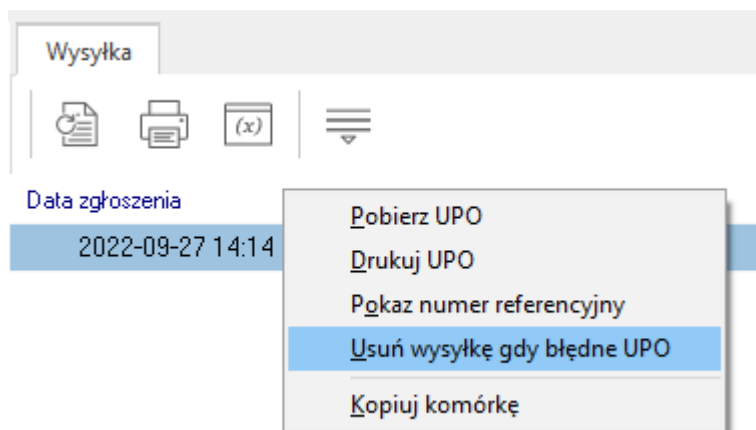 Wysyłka
(x)
Data zgłoszenia
2022-09-27 14:14
Pobierz UPO
Drukuj UPO
Pokaz numer referencyjny
Usuń wysyłkę gdy błędne UPO
Kopiuj komórkę